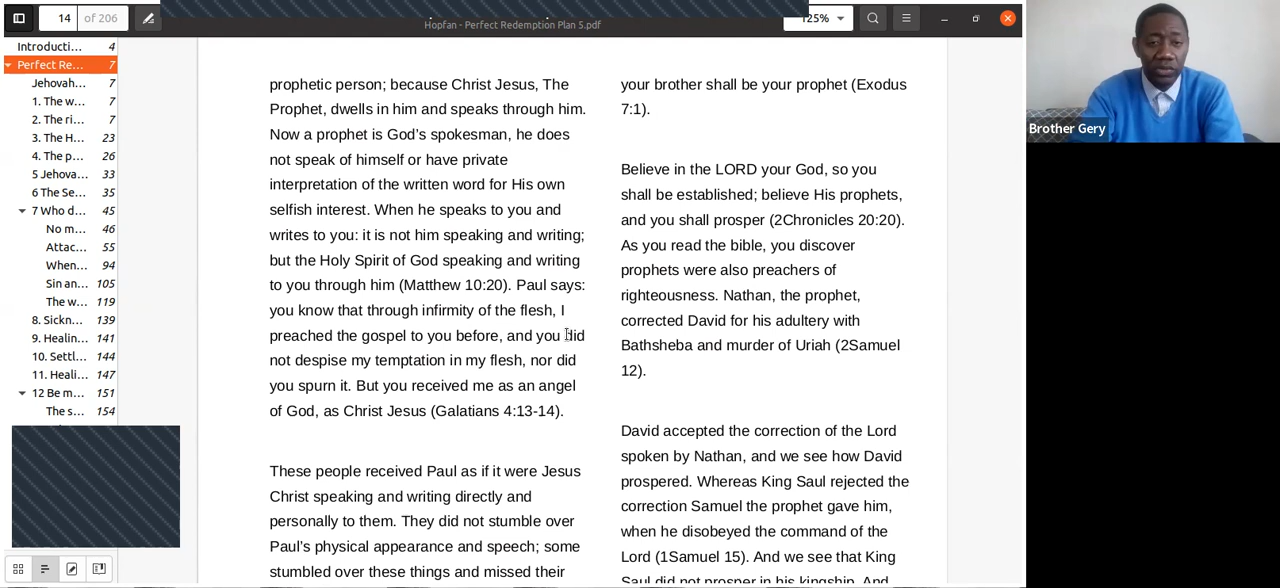 14 of 206
Hopfan - Perfect Redemption Plan 5.pdf
125%
Introducti... 4
Perfect Re... 7
Jehovah... 7
1. The w... 7
2. The ri... 7
3. The H... 23
4. The p... 26
5 Jehova... 33
6 The Se... 35
7 Who d... 45
No m... 46
Attac... 55
When... 94
Sin an... 105
The w... 119
8. Sickn... 139
9. Healin... 141
10. Settl... 144
11. Heali... 147
12 Be m... 151
The s... 154
prophetic person; because Christ Jesus, The
Prophet, dwells in him and speaks through him.
Now a prophet is God's spokesman, he does
not speak of himself or have private
interpretation of the written word for His own
selfish interest. When he speaks to you and
writes to you: it is not him speaking and writing;
but the Holy Spirit of God speaking and writing
to you through him (Matthew 10:20). Paul says:
you know that through infirmity of the flesh, I
preached the gospel to you before, and you did
not despise my temptation in my flesh, nor did
you spurn it. But you received me as an angel
of God, as Christ Jesus (Galatians 4:13-14).
These people received Paul as if it were Jesus
Christ speaking and writing directly and
personally to them. They did not stumble over
Paul's physical appearance and speech; some
stumbled over these things and missed their
your brother shall be your prophet (Exodus
7:1).
Believe in the LORD your God, so you
shall be established; believe His prophets,
and you shall prosper (2Chronicles 20:20).
As you read the bible, you discover
prophets were also preachers of
righteousness. Nathan, the prophet,
corrected David for his adultery with
Bathsheba and murder of Uriah (2Samuel
12).
David accepted the correction of the Lord
spoken by Nathan, and we see how David
prospered. Whereas King Saul rejected the
correction Samuel the prophet gave him,
when he disobeyed the command of the
Lord (1Samuel 15). And we see that King
Saul did not prosper in his kingship. And
Brother Gery